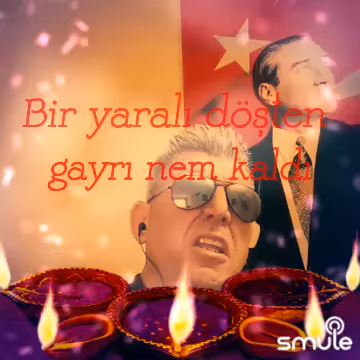 Bir yaralı döşten
gayrı nem kaldı
smule